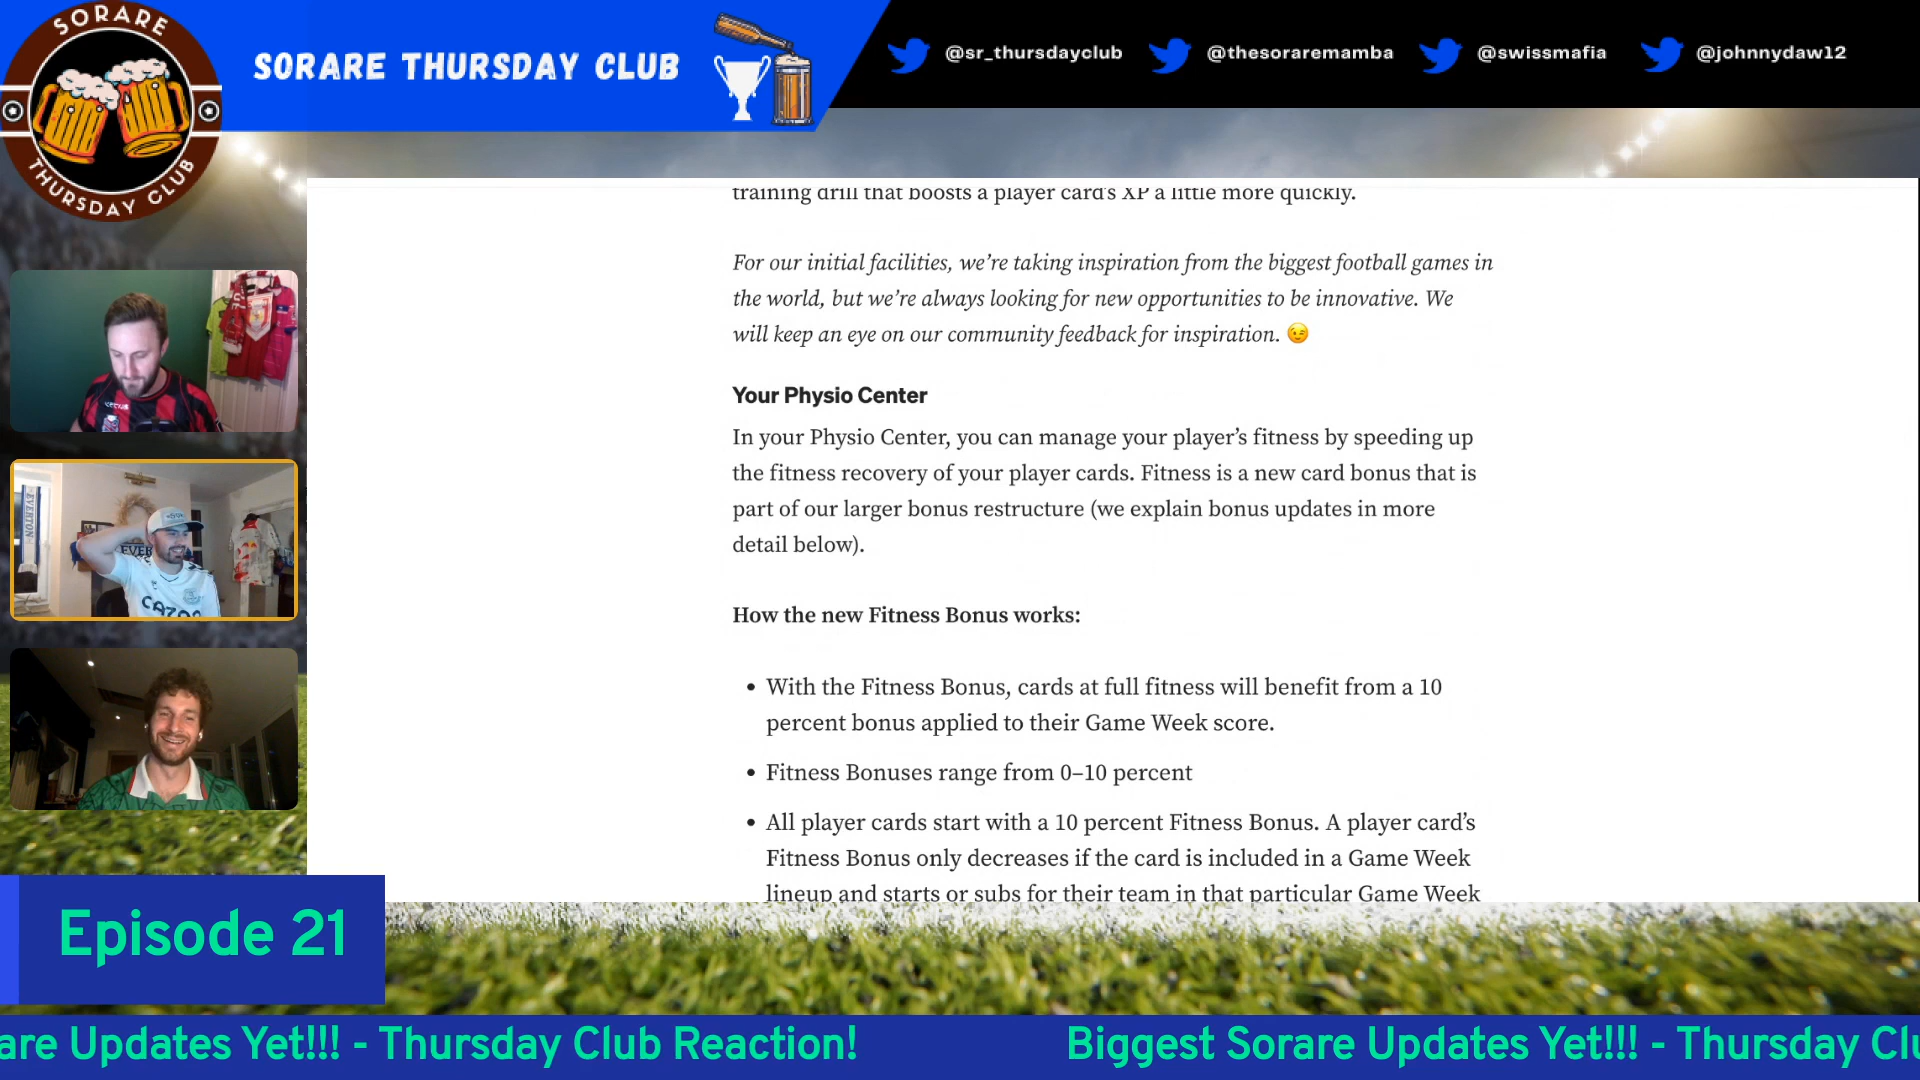 SORARE
THURSDAY CLUB
SORARE THURSDAY CLUB
@sr_thursdayclub
@thesoraremamba
@swissmafia
@johnnydaw12
training drill that boosts a player card's XP a little more quickly.
For our initial facilities, we're taking inspiration from the biggest football games in
the world, but we're always looking for new opportunities to be innovative. We
will keep an eye on our community feedback for inspiration. 😉
Your Physio Center
In your Physio Center, you can manage your player's fitness by speeding up
the fitness recovery of your player cards. Fitness is a new card bonus that is
part of our larger bonus restructure (we explain bonus updates in more
detail below).
How the new Fitness Bonus works:
• With the Fitness Bonus, cards at full fitness will benefit from a 10
percent bonus applied to their Game Week score.
• Fitness Bonuses range from 0–10 percent
• All player cards start with a 10 percent Fitness Bonus. A player card's
Fitness Bonus only decreases if the card is included in a Game Week
lineup and starts or subs for their team in that particular Game Week
EVERTON
EVER
CAZOO
Episode 21
are Updates Yet!!! - Thursday Club Reaction!
Biggest Sorare Updates Yet!!! - Thursday Clu